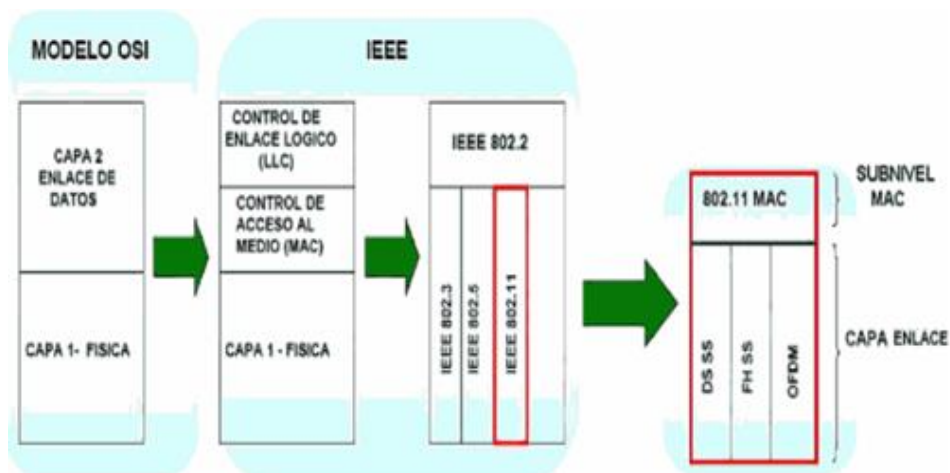 MODELO OSI
IEEE
CAPA 2
ENLACE DE
DATOS
CAPA 1- FISICA
CONTROL DE
ENLACE LOGICO
(LLC)
CONTROL DE
ACCESO AL
MEDIO (MAC)
CAPA 1 - FISICA
IEEE 802.2
IEEE 802.3
IEEE 802.5
IEEE 802.11
802.11 MAC
DS SS
FH SS
OFDM
SUBNIVEL
MAC
CAPA ENLACE